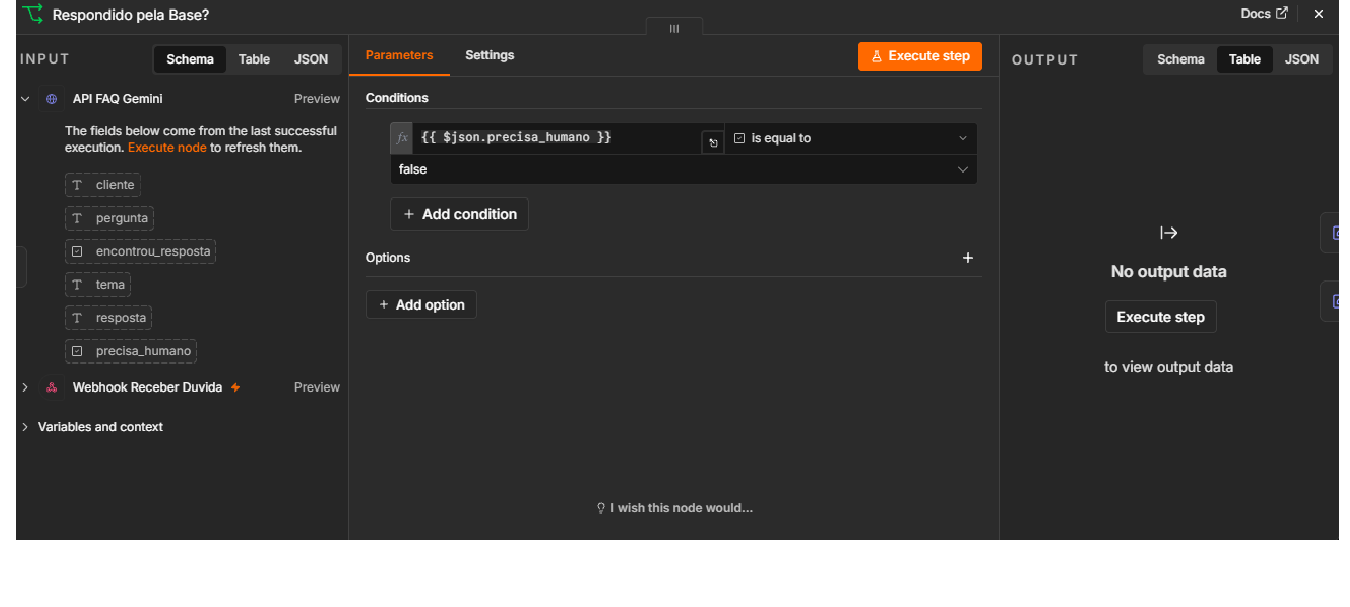 Respondido pela Base?
Docs
INPUT
Schema
Table
JSON
API FAQ Gemini
Preview
The fields below come from the last successful
execution. Execute node to refresh them.
T cliente
T pergunta
encontrou_resposta
T tema
T resposta
precisa_humano
Webhook Receber Duvida
Preview
Variables and context
Parameters
Settings
Execute step
Conditions
fx {{ $json.precisa_humano }}
is equal to
false
+ Add condition
Options
+
+ Add option
I wish this node would...
OUTPUT
Schema
Table
JSON
No output data
Execute step
to view output data